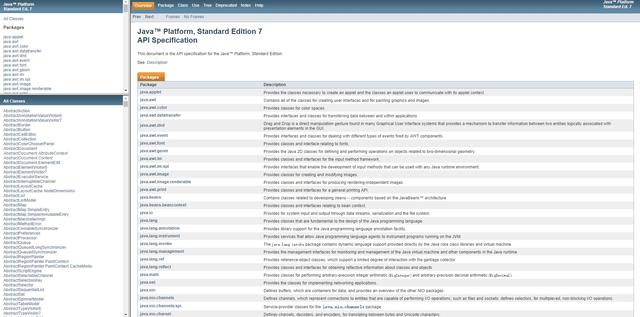 Java™ Platform
Standard Ed. 7
All Classes
Packages
java.applet
java.awt
java.awt.color
java.awt.datatransfer
java.awt.dnd
java.awt.event
java.awt.font
java.awt.geom
java.awt.im
java.awt.im.spi
java.awt.image
java.awt.image.renderable
All Classes
AbstractAction
AbstractAnnotationValueVisitor6
AbstractAnnotationValueVisitor7
AbstractBorder
AbstractButton
AbstractCellEditor
AbstractCollection
AbstractColorChooserPanel
AbstractDocument
AbstractDocument.AttributeContext
AbstractDocument.Content
AbstractDocument.ElementEdit
AbstractElementVisitor6
AbstractElementVisitor7
AbstractExecutorService
AbstractInterruptibleChannel
AbstractLayoutCache
AbstractLayoutCache.NodeDimensions
AbstractList
AbstractListModel
AbstractMap
AbstractMap.SimpleEntry
AbstractMap.SimpleImmutableEntry
AbstractMarshallerImpl
AbstractMethodError
AbstractOwnableSynchronizer
AbstractPreferences
AbstractProcessor
AbstractQueue
AbstractQueuedLongSynchronizer
AbstractQueuedSynchronizer
AbstractRegionPainter
AbstractRegionPainter.PaintContext
AbstractRegionPainter.PaintContext.CacheMode
AbstractScriptEngine
AbstractSelectableChannel
AbstractSelectionKey
AbstractSelector
AbstractSequentialList
AbstractSet
AbstractSpinnerModel
AbstractTableModel
AbstractTypeVisitor6
AbstractTypeVisitor7
Overview Package Class Use Tree Deprecated Index Help
Java™ Platform
Standard Ed. 7
Prev Next Frames No Frames
Java™ Platform, Standard Edition 7
API Specification
This document is the API specification for the Java™ Platform, Standard Edition.
See: Description
Packages
Package Description
java.applet Provides the classes necessary to create an applet and the classes an applet uses to communicate with its applet context.
java.awt Contains all of the classes for creating user interfaces and for painting graphics and images.
java.awt.color Provides classes for color spaces.
java.awt.datatransfer Provides interfaces and classes for transferring data between and within applications.
java.awt.dnd Drag and Drop is a direct manipulation gesture found in many Graphical User Interface systems that provides a mechanism to transfer information between two entities logically associated with
presentation elements in the GUI.
java.awt.event Provides interfaces and classes for dealing with different types of events fired by AWT components.
java.awt.font Provides classes and interface relating to fonts.
java.awt.geom Provides the Java 2D classes for defining and performing operations on objects related to two-dimensional geometry.
java.awt.im Provides classes and interfaces for the input method framework.
java.awt.im.spi Provides interfaces that enable the development of input methods that can be used with any Java runtime environment.
java.awt.image Provides classes for creating and modifying images.
java.awt.image.renderable Provides classes and interfaces for producing rendering-independent images.
java.awt.print Provides classes and interfaces for a general printing API.
java.beans Contains classes related to developing beans -- components based on the JavaBeans™ architecture.
java.beans.beancontext Provides classes and interfaces relating to bean context.
java.io Provides for system input and output through data streams, serialization and the file system.
java.lang Provides classes that are fundamental to the design of the Java programming language.
java.lang.annotation Provides library support for the Java programming language annotation facility.
java.lang.instrument Provides services that allow Java programming language agents to instrument programs running on the JVM.
java.lang.invoke The java.lang.invoke package contains dynamic language support provided directly by the Java core class libraries and virtual machine.
java.lang.management Provides the management interfaces for monitoring and management of the Java virtual machine and other components in the Java runtime.
java.lang.ref Provides reference-object classes, which support a limited degree of interaction with the garbage collector.
java.lang.reflect Provides classes and interfaces for obtaining reflective information about classes and objects.
java.math Provides classes for performing arbitrary-precision integer arithmetic (BigInteger) and arbitrary-precision decimal arithmetic (BigDecimal).
java.net Provides the classes for implementing networking applications.
java.nio Defines buffers, which are containers for data, and provides an overview of the other NIO packages.
java.nio.channels Defines channels, which represent connections to entities that are capable of performing I/O operations, such as files and sockets; defines selectors, for multiplexed, non-blocking I/O operations.
java.nio.channels.spi Service-provider classes for the java.nio.channels package.
java.nio.charset Defines charsets, decoders, and encoders, for translating between bytes and Unicode characters.